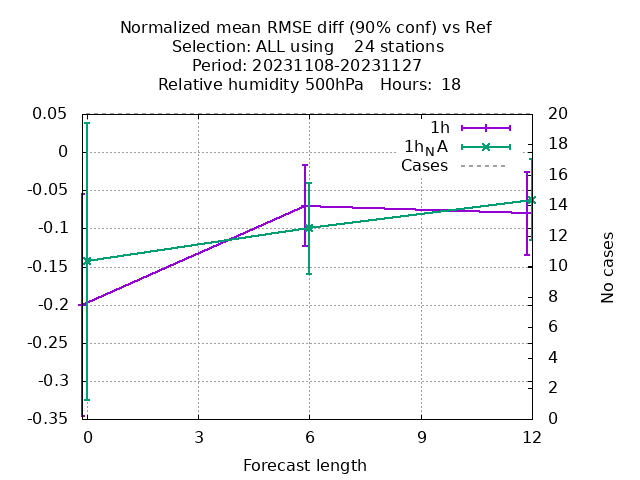 Normalized mean RMSE diff (90% conf) vs Ref
Selection: ALL using    24 stations
Period: 20231108-20231127
Relative humidity 500hPa   Hours:  18
0.05
0
-0.05
-0.1
-0.15
-0.2
-0.25
-0.3
-0.35
20
18
16
14
12
10
8
6
4
2
0
1h
1h_NA
Cases
No cases
0 3 6 9 12
Forecast length